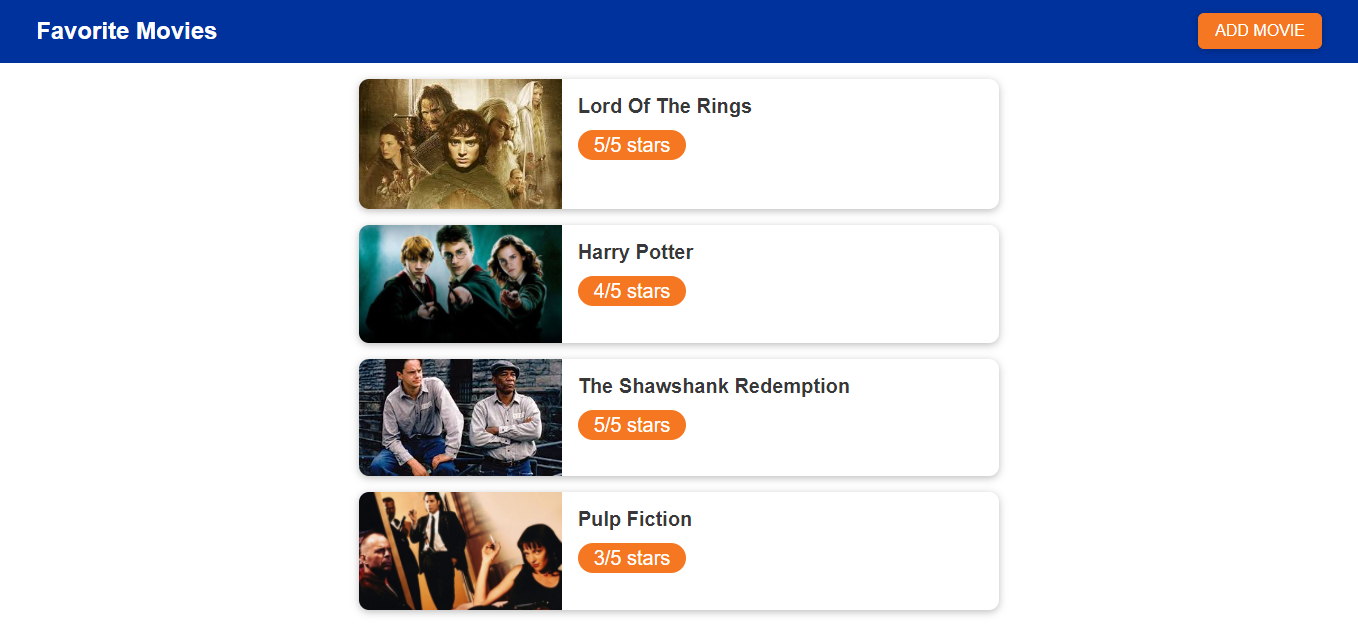 Favorite Movies
ADD MOVIE
Lord Of The Rings
5/5 stars
Harry Potter
4/5 stars
The Shawshank Redemption
5/5 stars
Pulp Fiction
3/5 stars